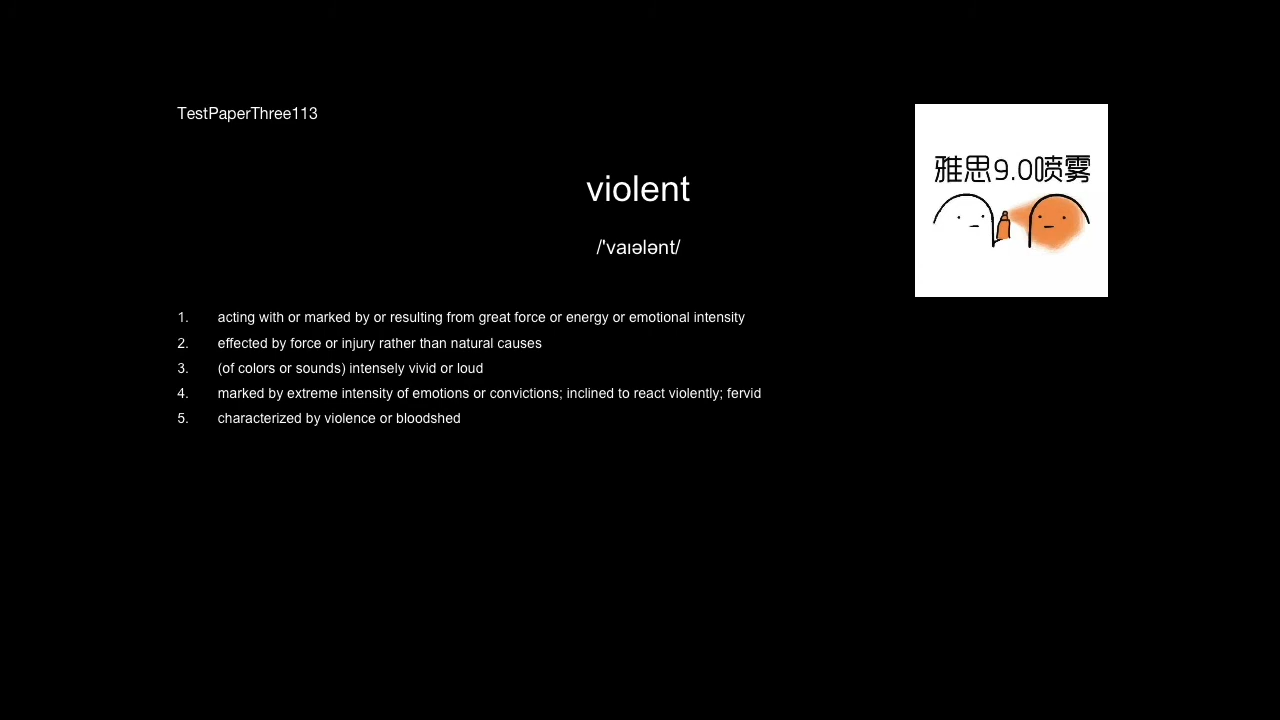 TestPaperThree113
雅思9.0喷雾
violent
/'vaɪələnt/
1. acting with or marked by or resulting from great force or energy or emotional intensity
2. effected by force or injury rather than natural causes
3. (of colors or sounds) intensely vivid or loud
4. marked by extreme intensity of emotions or convictions; inclined to react violently; fervid
5. characterized by violence or bloodshed